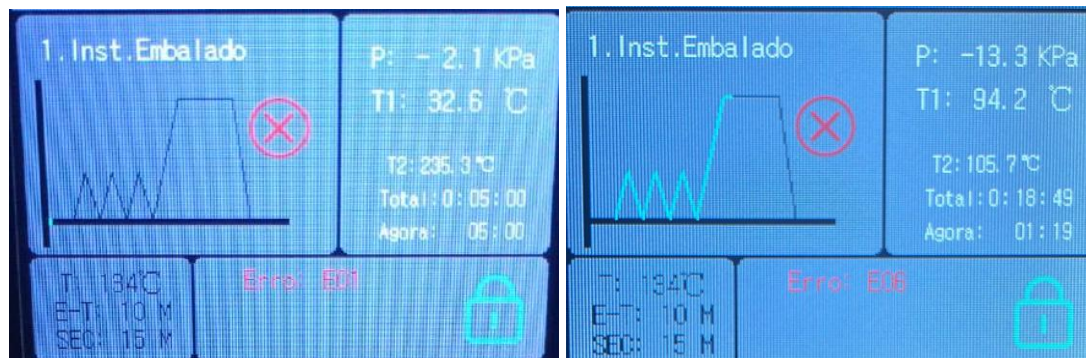 1.Inst.Embalado
P: - 2.1 KPa
T1: 32.6 ℃
T2: 235.3 ℃
Total: 0: 05: 00
Agora: 05: 00
T: 134℃
E-T: 10 M
SEC: 15 M
Erro: E01
1.Inst.Embalado
P: -13.3 KPa
T1: 94.2 ℃
T2: 105.7 ℃
Total: 0: 18: 49
Agora: 01: 19
T: 134℃
E-T: 10 M
SEC: 15 M
Erro: E06